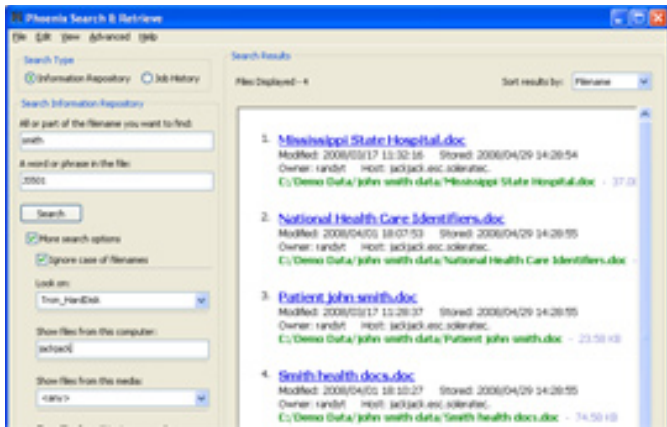 Phoenix Search & Retrieve
File Edit View Advanced Help
Search Type
Information Repository Job History
Search Information Repository
All or part of the filename you want to find:
smith
A word or phrase in the file:
Search
More search options
Ignore case of filenames
Look on:
Tron_HardDisk
Show files from this computer:
jackjack
Show files from this media:
<any>
Search Results
Files Displayed - 4
Sort results by: Filename
1. Mississippi State Hospital.doc
Modified: 2008/03/17 11:32:16 Stored: 2008/04/29 14:28:54
Owner: randyt Host: jackjack.esc.soleratec.
C:/Demo Data/john smith data/Mississippi State Hospital.doc - 37.0
2. National Health Care Identifiers.doc
Modified: 2008/04/01 18:07:53 Stored: 2008/04/29 14:28:55
Owner: randyt Host: jackjack.esc.soleratec.
C:/Demo Data/john smith data/National Health Care Identifiers.doc -
3. Patient john smith.doc
Modified: 2008/03/17 11:28:37 Stored: 2008/04/29 14:28:55
Owner: randyt Host: jackjack.esc.soleratec.
C:/Demo Data/john smith data/Patient john smith.doc - 23.58 KB
4. Smith health docs.doc
Modified: 2008/04/01 18:10:27 Stored: 2008/04/29 14:28:55
Owner: randyt Host: jackjack.esc.soleratec.
C:/Demo Data/john smith data/Smith health docs.doc - 74.58 KB